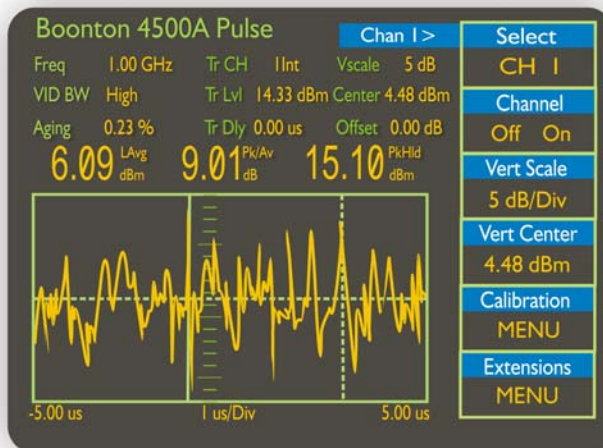 Boonton 4500A Pulse
Chan 1>
Freq 1.00 GHz Tr CH 1Int Vscale 5 dB
VID BW High Tr Lvl 14.33 dBm Center 4.48 dBm
Aging 0.23 % Tr Dly 0.00 us Offset 0.00 dB
6.09 LAvg dBm 9.01 Pk/Av dB 15.10 PkHld dBm
-5.00 us 1 us/Div 5.00 us
Select
CH 1
Channel
Off On
Vert Scale
5 dB/Div
Vert Center
4.48 dBm
Calibration
MENU
Extensions
MENU